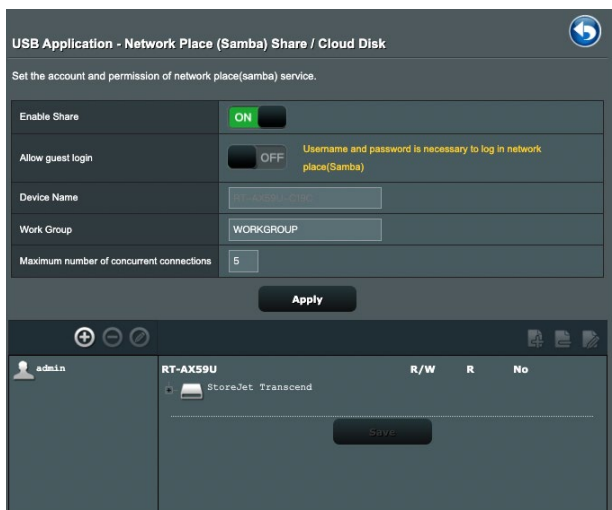 USB Application - Network Place (Samba) Share / Cloud Disk
Set the account and permission of network place(samba) service.
Enable Share
ON
Allow guest login
OFF
Username and password is necessary to log in network
place(Samba)
Device Name
Work Group
WORKGROUP
Maximum number of concurrent connections
5
Apply
admin
RT-AX59U R/W R No
StoreJet Transcend
Save